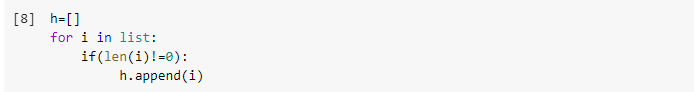 [8] h=[]
for i in list:
if(len(i)!=0):
h.append(i)